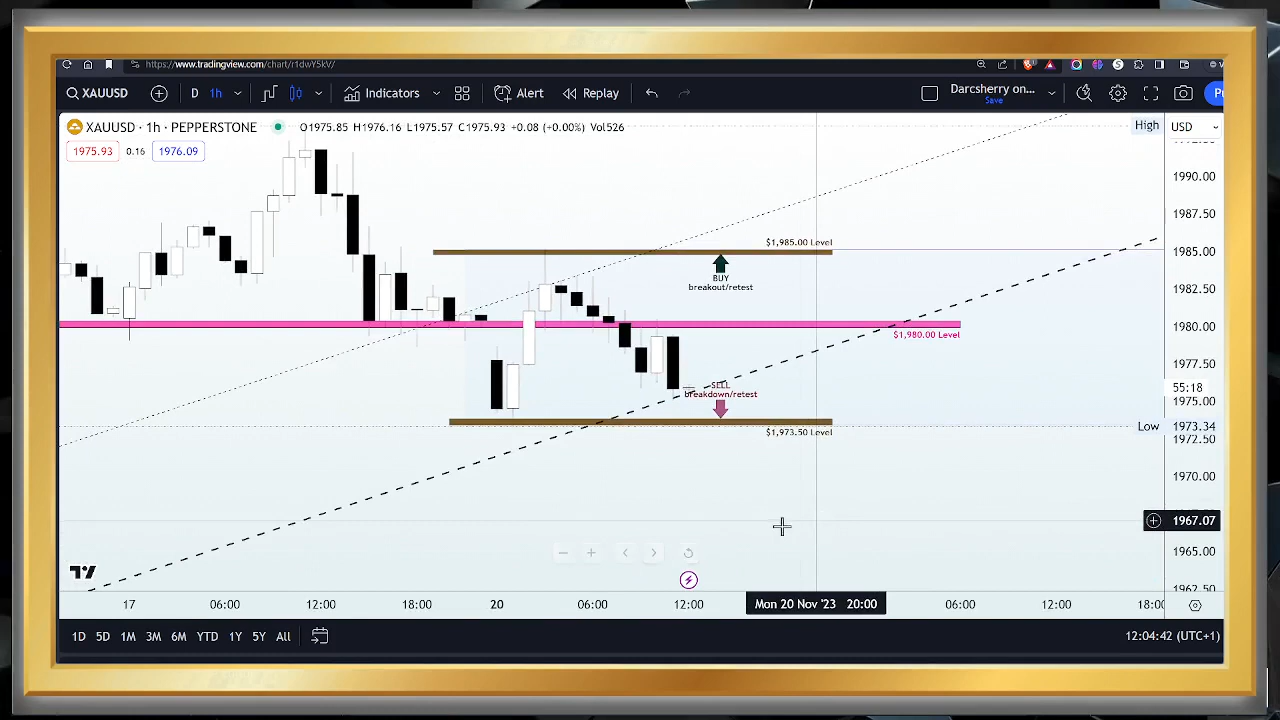 https://www.tradingview.com/chart/r1dwY5kV/
XAUUSD
D 1h
Indicators
Alert
Replay
Darcsherry on...
Save
XAUUSD · 1h · PEPPERSTONE
O1975.85 H1976.16 L1975.57 C1975.93 +0.08 (+0.00%) Vol526
High
USD
1975.93 0.16 1976.09
1990.00
1987.50
$1,985.00 Level
1985.00
BUY
breakout/retest
1982.50
1980.00
$1,980.00 Level
1977.50
SELL
breakdown/retest
55:18
1975.00
Low 1973.34
$1,973.50 Level
1972.50
1970.00
1967.07
1965.00
1962.50
17 06:00 12:00 18:00 20 06:00 12:00 Mon 20 Nov '23 20:00 06:00 12:00 18:00
1D 5D 1M 3M 6M YTD 1Y 5Y All
12:04:42 (UTC+1)